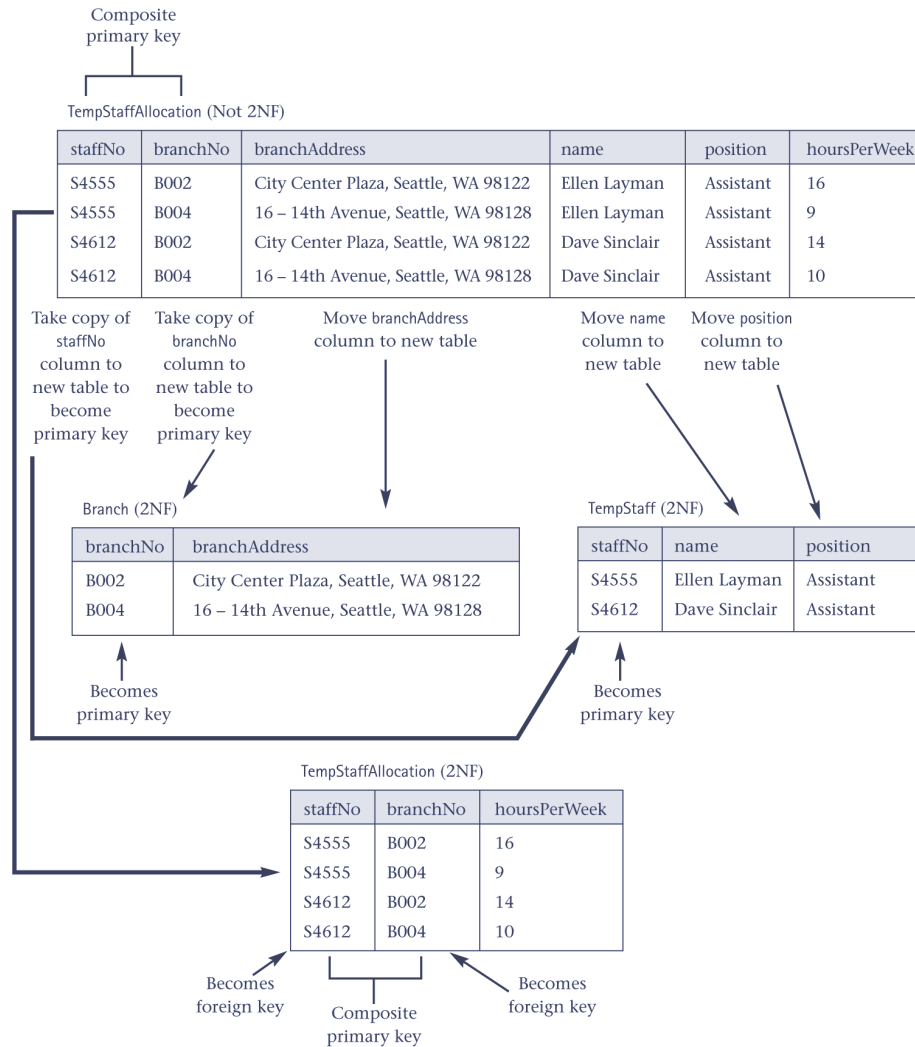 Composite
primary key
TempStaffAllocation (Not 2NF)
staffNo branchNo branchAddress name position hoursPerWeek
S4555 B002 City Center Plaza, Seattle, WA 98122 Ellen Layman Assistant 16
S4555 B004 16 – 14th Avenue, Seattle, WA 98128 Ellen Layman Assistant 9
S4612 B002 City Center Plaza, Seattle, WA 98122 Dave Sinclair Assistant 14
S4612 B004 16 – 14th Avenue, Seattle, WA 98128 Dave Sinclair Assistant 10
Take copy of
staffNo
column to
new table to
become
primary key
Take copy of
branchNo
column to
new table to
become
primary key
Move branchAddress
column to new table
Move name
column to
new table
Move position
column to
new table
Branch (2NF)
branchNo branchAddress
B002 City Center Plaza, Seattle, WA 98122
B004 16 – 14th Avenue, Seattle, WA 98128
Becomes
primary key
TempStaff (2NF)
staffNo name position
S4555 Ellen Layman Assistant
S4612 Dave Sinclair Assistant
Becomes
primary key
TempStaffAllocation (2NF)
staffNo branchNo hoursPerWeek
S4555 B002 16
S4555 B004 9
S4612 B002 14
S4612 B004 10
Becomes
foreign key
Composite
primary key
Becomes
foreign key